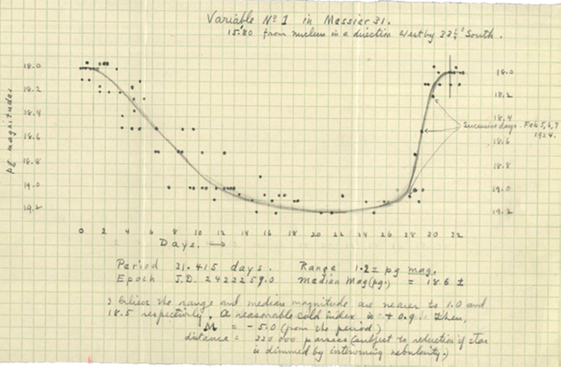 Variable Nº 1 in Messier 31.
15.'80 from nucleus in a direction West by 22½° South.
18.0
18.2
18.4
18.6
18.8
19.0
19.2
pg magnitudes
18.0
18.2
18.4
18.6
18.8
19.0
19.2
Successive days. Feb 5, 6, 7
1924.
0 2 4 6 8 10 12 14 16 18 20 22 24 26 28 30 32
Days. →
Period 31.415 days. Range 1.2± pg mag.
Epoch J.D. 2422259.0 Median Mag(pg.) = 18.6 ±
I believe the range and median magnitude are nearer to 1.0 and
18.5 respectively. A reasonable cold index is + 0.9. Then,
M = -5.0 (from the period)
distance = parsecs (subject to reduction if star
is dimmed by intervening nebulosity.)